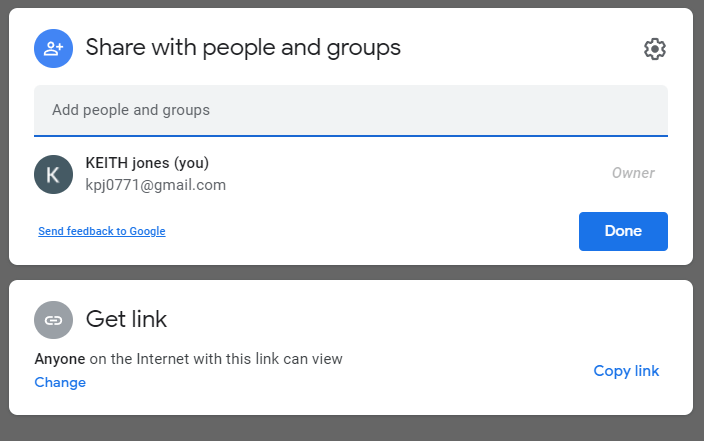 Share with people and groups
Add people and groups
K
KEITH jones (you)
kpj0771@gmail.com
Owner
Send feedback to Google
Done
Get link
Anyone on the Internet with this link can view
Change
Copy link